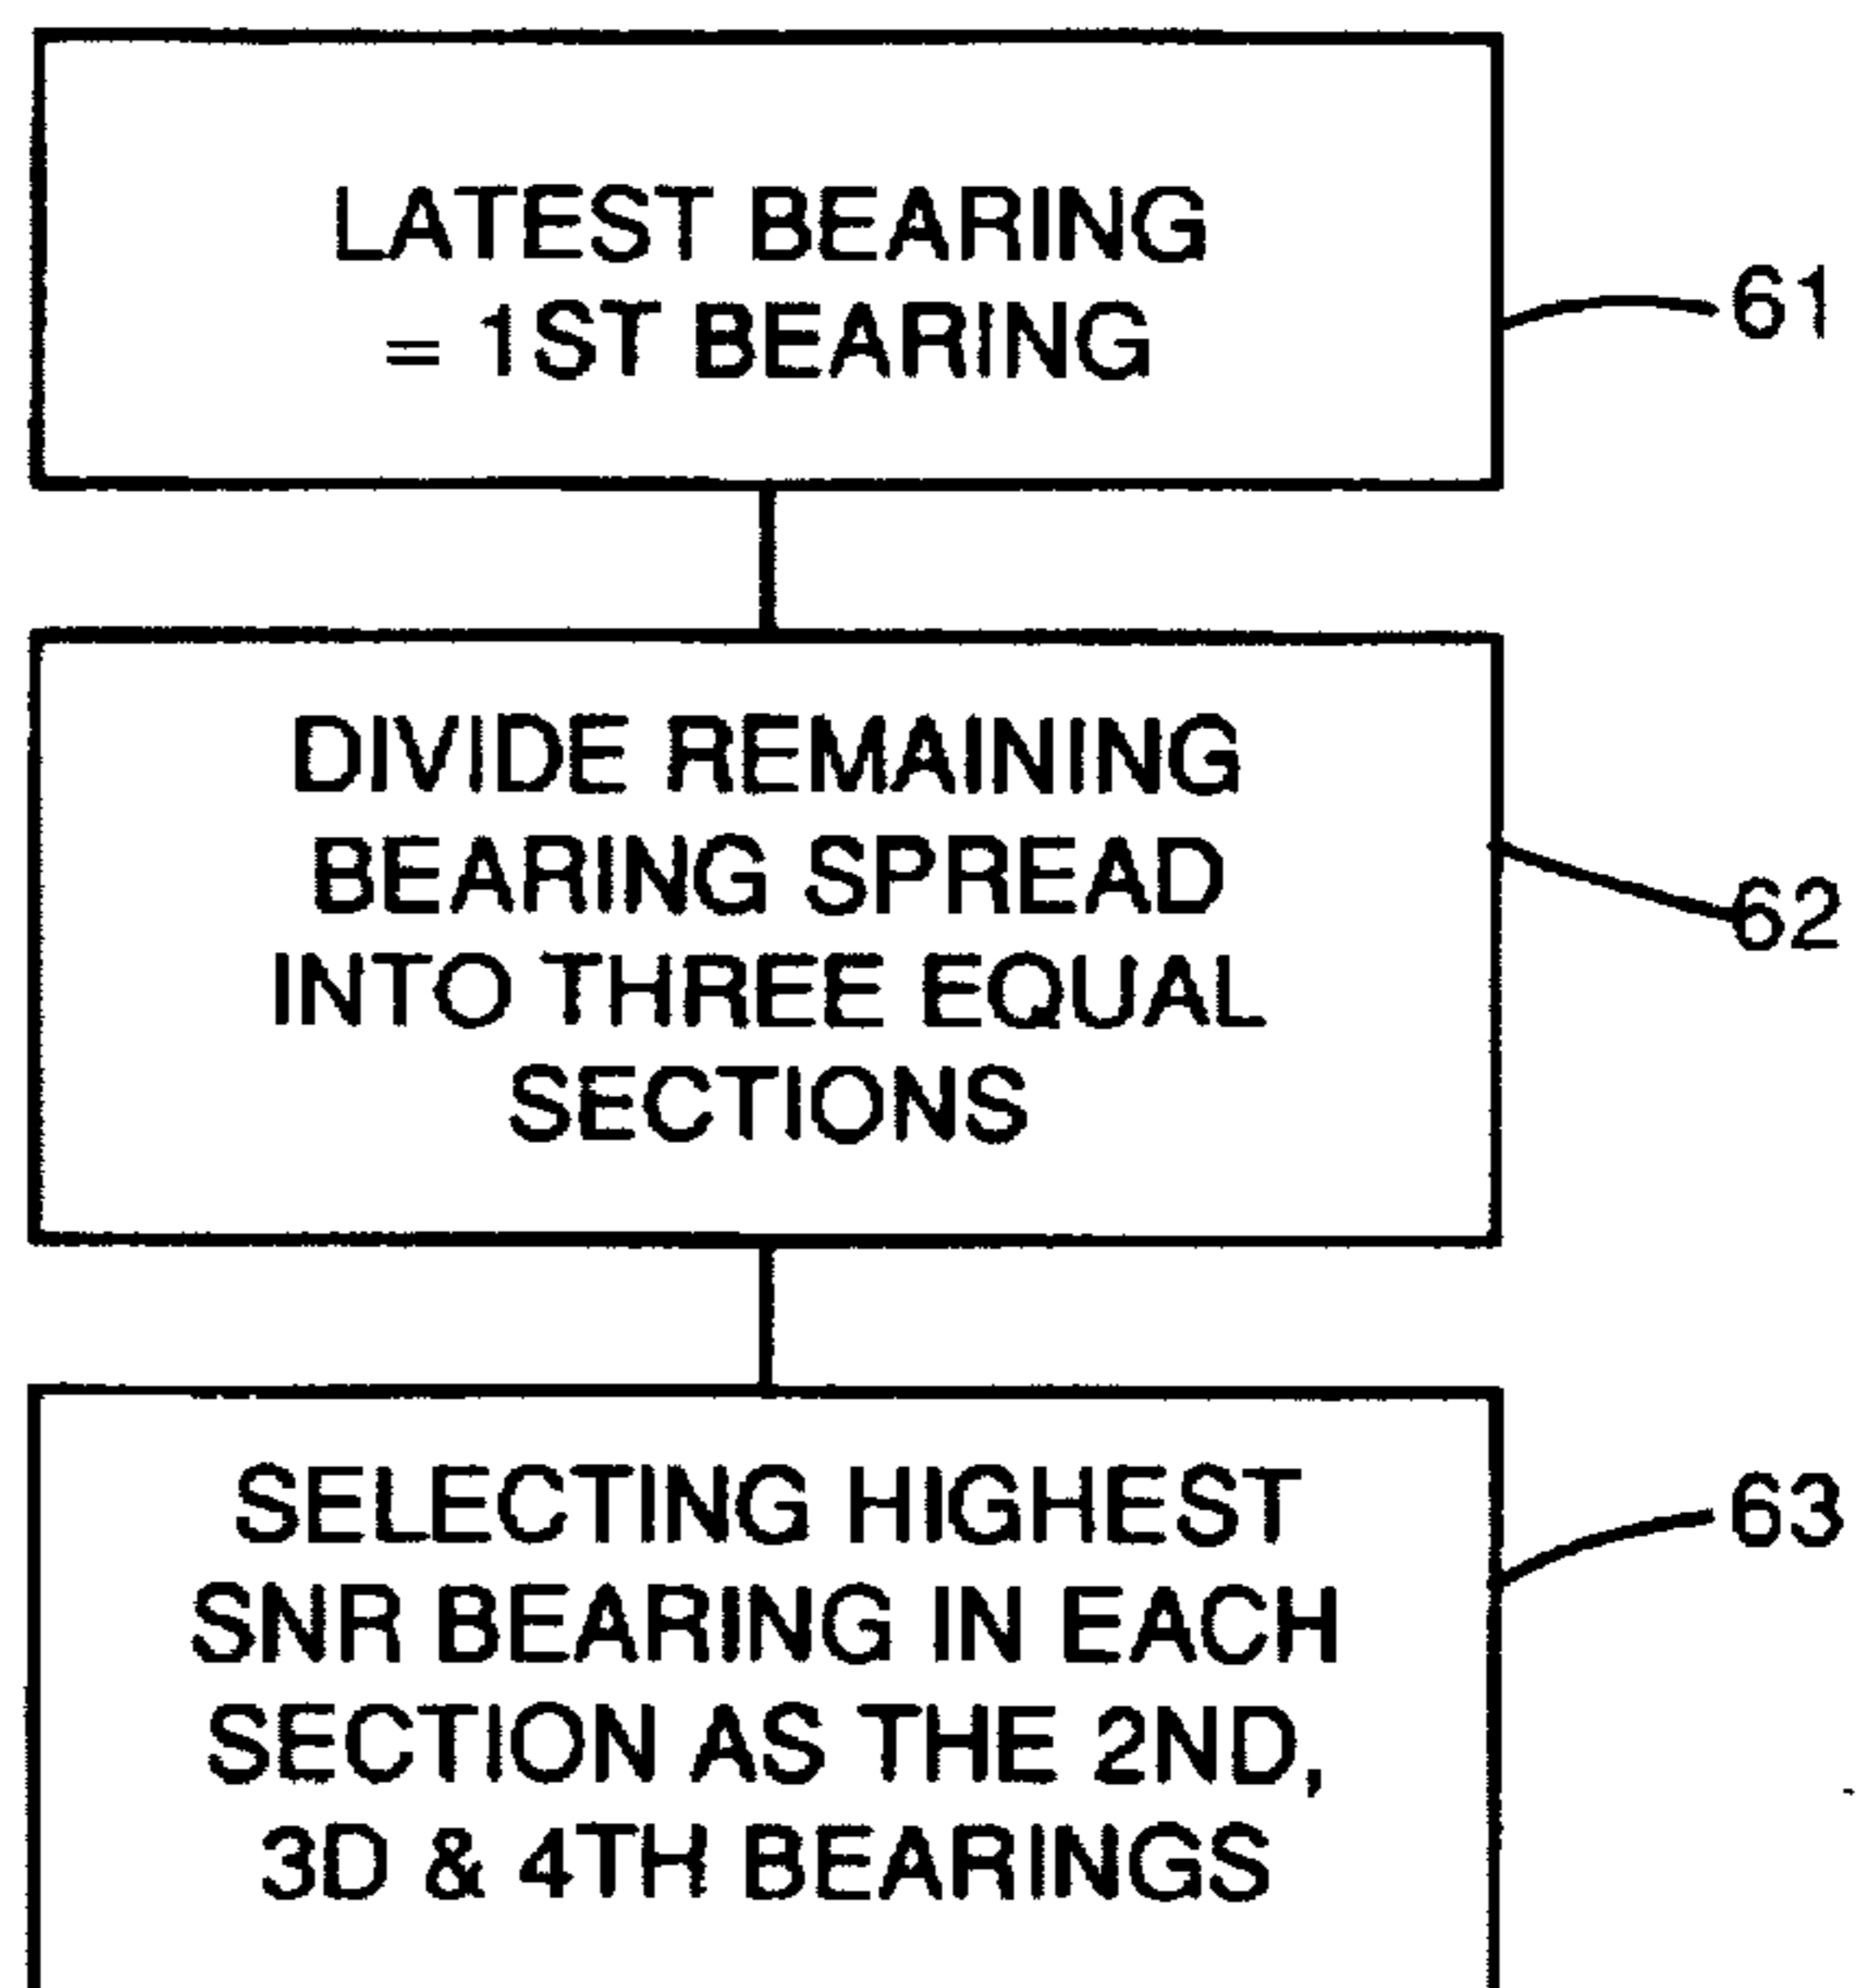 LATEST BEARING
= 1ST BEARING
61
DIVIDE REMAINING
BEARING SPREAD
INTO THREE EQUAL
SECTIONS
62
SELECTING HIGHEST
SNR BEARING IN EACH
SECTION AS THE 2ND,
3D & 4TH BEARINGS
63